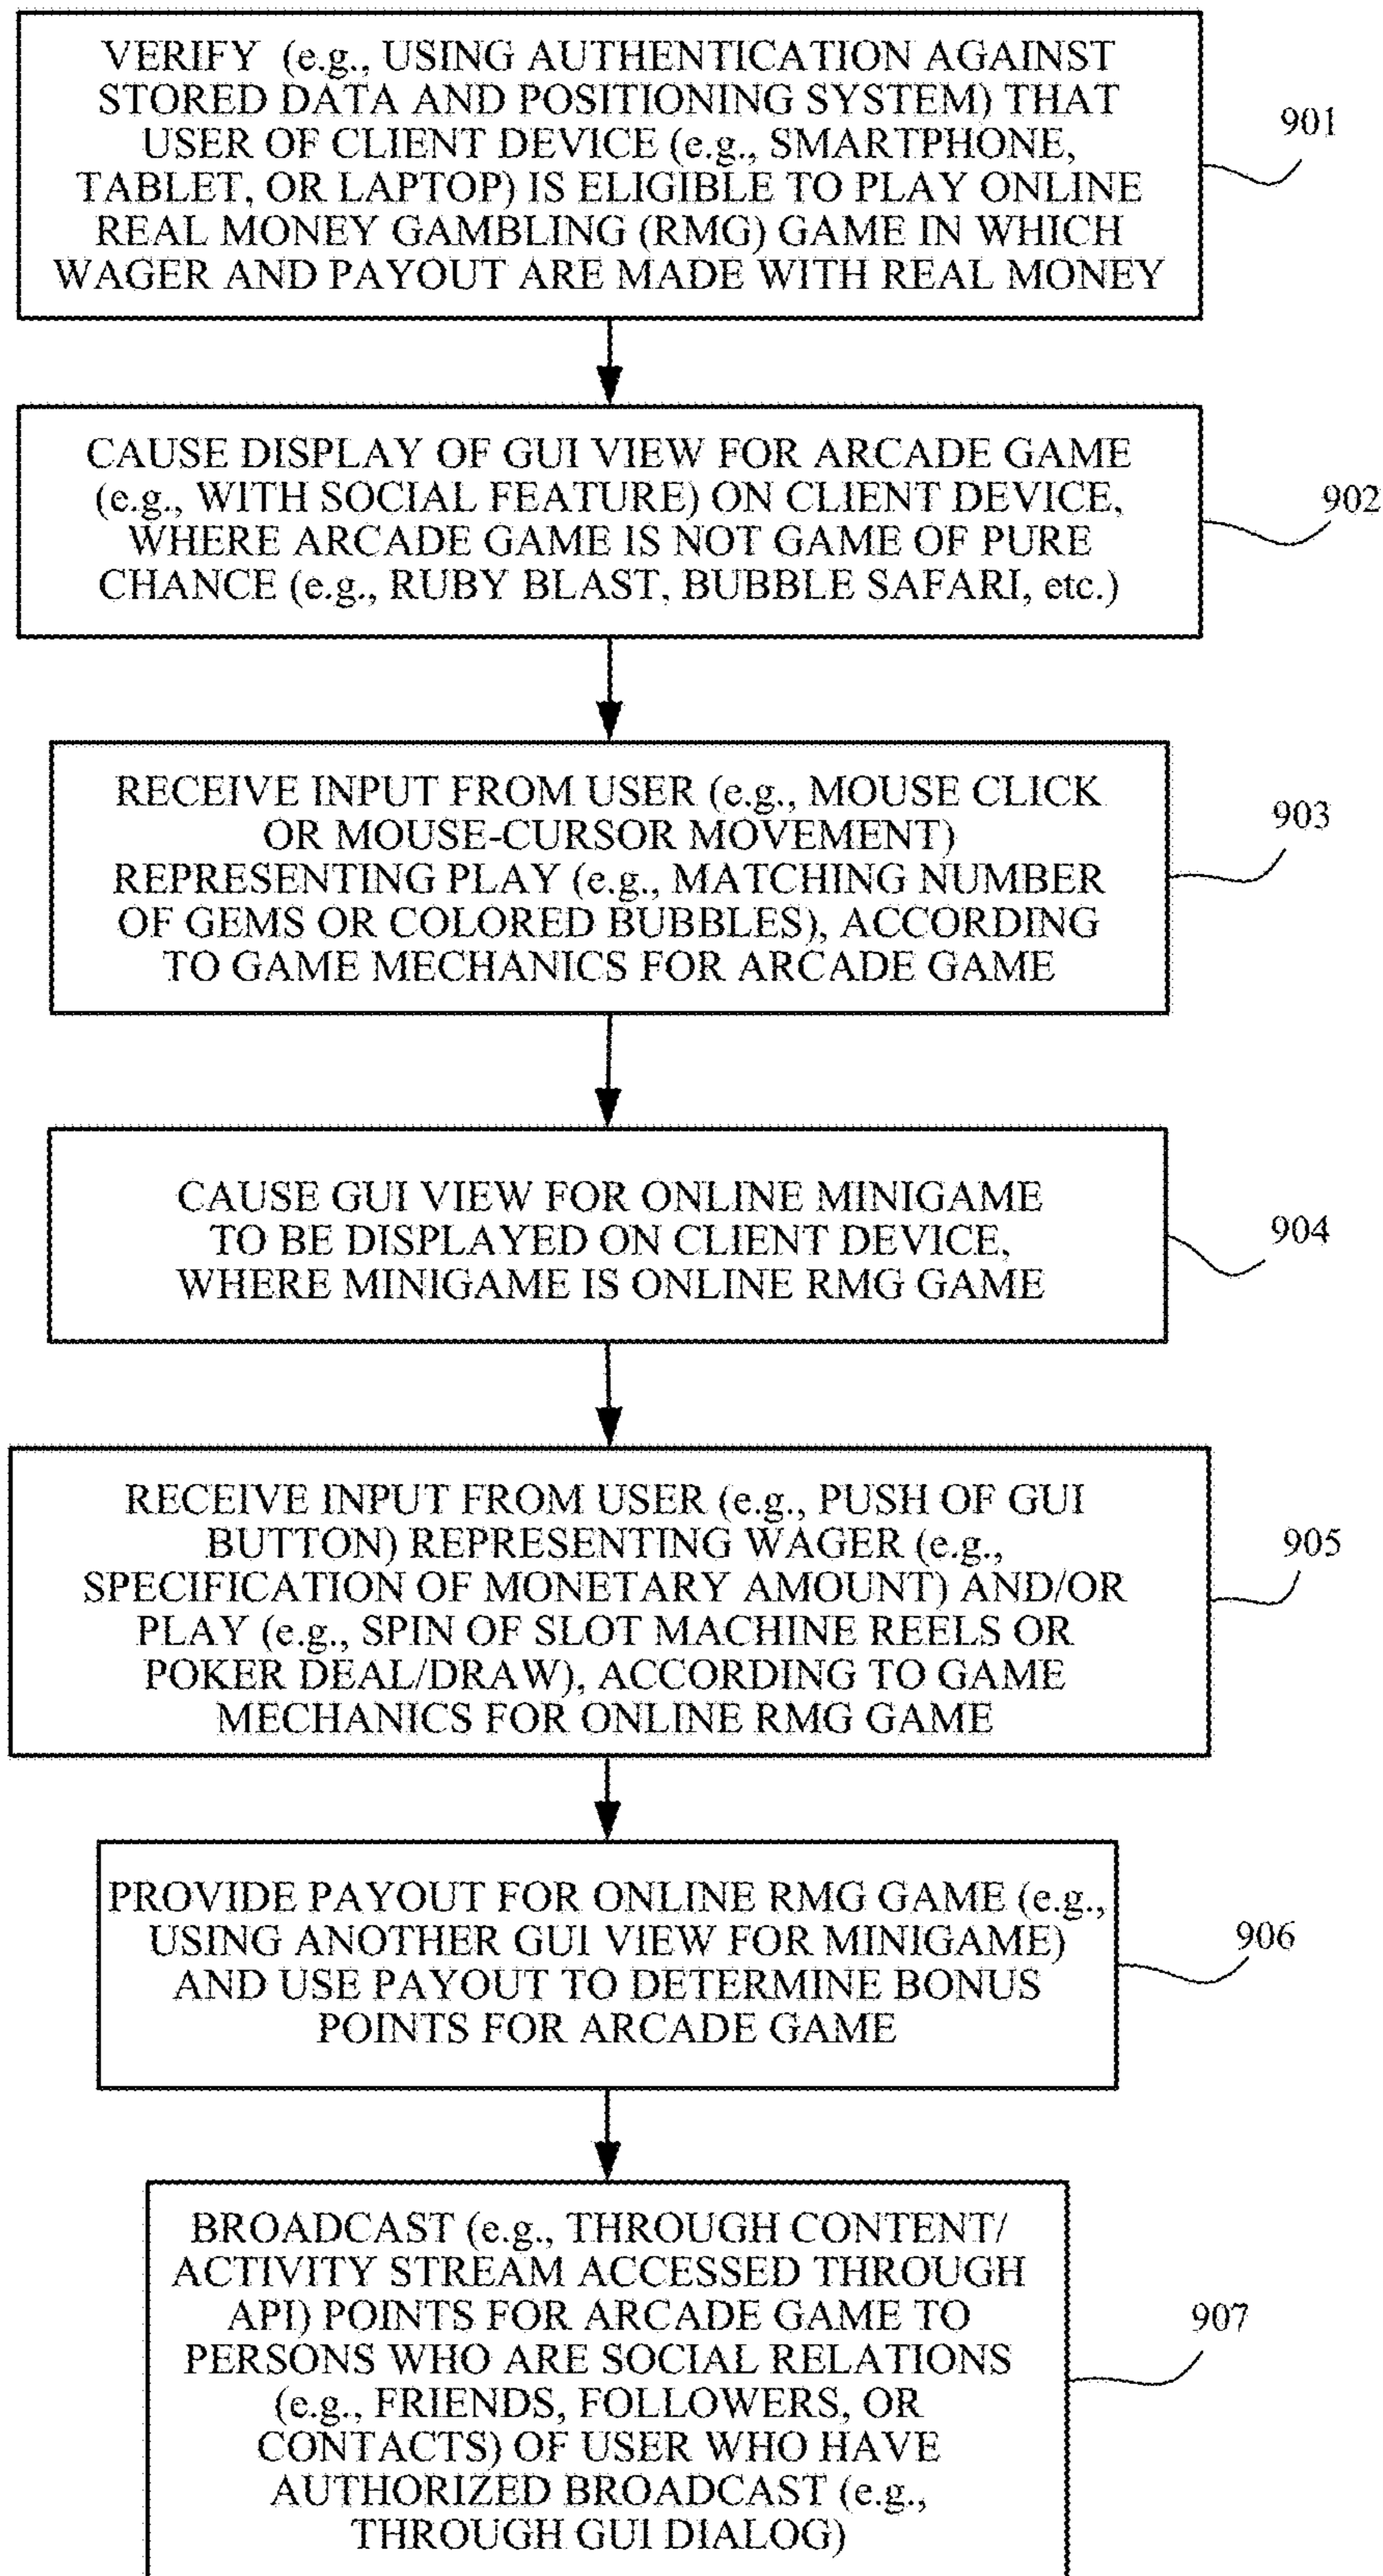 VERIFY (e.g., USING AUTHENTICATION AGAINST
STORED DATA AND POSITIONING SYSTEM) THAT
USER OF CLIENT DEVICE (e.g., SMARTPHONE,
TABLET, OR LAPTOP) IS ELIGIBLE TO PLAY ONLINE
REAL MONEY GAMBLING (RMG) GAME IN WHICH
WAGER AND PAYOUT ARE MADE WITH REAL MONEY
901
CAUSE DISPLAY OF GUI VIEW FOR ARCADE GAME
(e.g., WITH SOCIAL FEATURE) ON CLIENT DEVICE,
WHERE ARCADE GAME IS NOT GAME OF PURE
CHANCE (e.g., RUBY BLAST, BUBBLE SAFARI, etc.)
902
RECEIVE INPUT FROM USER (e.g., MOUSE CLICK
OR MOUSE-CURSOR MOVEMENT)
REPRESENTING PLAY (e.g., MATCHING NUMBER
OF GEMS OR COLORED BUBBLES), ACCORDING
TO GAME MECHANICS FOR ARCADE GAME
903
CAUSE GUI VIEW FOR ONLINE MINIGAME
TO BE DISPLAYED ON CLIENT DEVICE,
WHERE MINIGAME IS ONLINE RMG GAME
904
RECEIVE INPUT FROM USER (e.g., PUSH OF GUI
BUTTON) REPRESENTING WAGER (e.g.,
SPECIFICATION OF MONETARY AMOUNT) AND/OR
PLAY (e.g., SPIN OF SLOT MACHINE REELS OR
POKER DEAL/DRAW), ACCORDING TO GAME
MECHANICS FOR ONLINE RMG GAME
905
PROVIDE PAYOUT FOR ONLINE RMG GAME (e.g.,
USING ANOTHER GUI VIEW FOR MINIGAME)
AND USE PAYOUT TO DETERMINE BONUS
POINTS FOR ARCADE GAME
906
BROADCAST (e.g., THROUGH CONTENT/
ACTIVITY STREAM ACCESSED THROUGH
API) POINTS FOR ARCADE GAME TO
PERSONS WHO ARE SOCIAL RELATIONS
(e.g., FRIENDS, FOLLOWERS, OR
CONTACTS) OF USER WHO HAVE
AUTHORIZED BROADCAST (e.g.,
THROUGH GUI DIALOG)
907